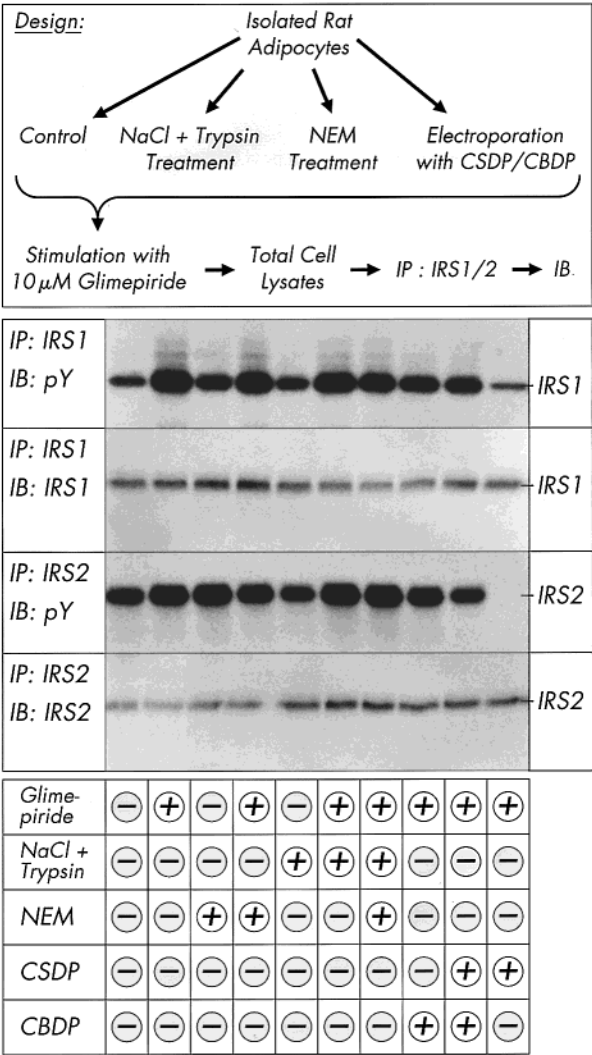 Design:
Isolated Rat
Adipocytes
Control
NaCl + Trypsin
Treatment
NEM
Treatment
Electroporation
with CSDP/CBDP
Stimulation with
10 µM Glimepiride
Total Cell
Lysates
IP : IRS1/2
IB.
IP: IRS1
IB: pY
IRS1
IP: IRS1
IB: IRS1
IRS1
IP: IRS2
IB: pY
IRS2
IP: IRS2
IB: IRS2
IRS2
Glime-
piride
− + − + − + + + + +
NaCl +
Trypsin
− − − − + + + − − −
NEM
− − + + − − + − − −
CSDP
− − − − − − − − + +
CBDP
− − − − − − − + + −